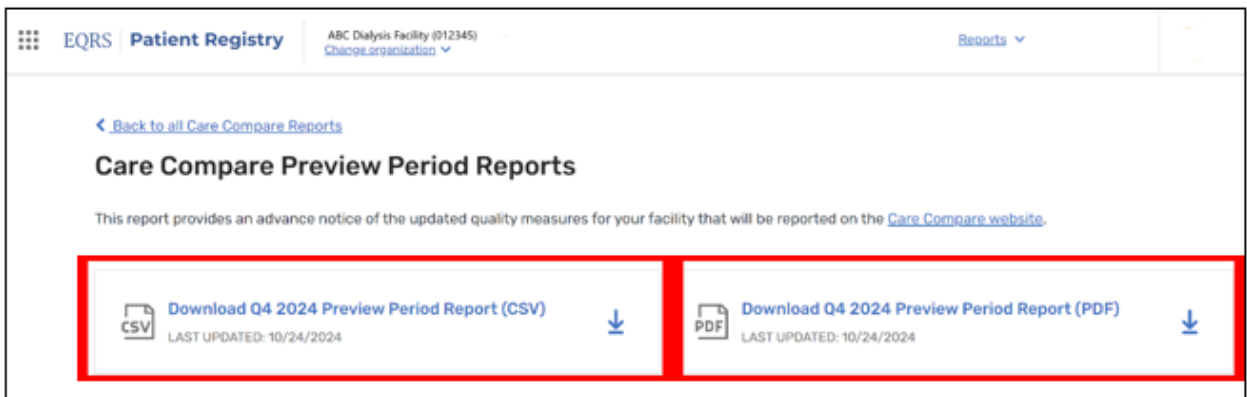 EQRS Patient Registry
ABC Dialysis Facility (012345)
Change organization
Reports
Back to all Care Compare Reports
Care Compare Preview Period Reports
This report provides an advance notice of the updated quality measures for your facility that will be reported on the Care Compare website.
CSV
Download Q4 2024 Preview Period Report (CSV)
LAST UPDATED: 10/24/2024
PDF
Download Q4 2024 Preview Period Report (PDF)
LAST UPDATED: 10/24/2024